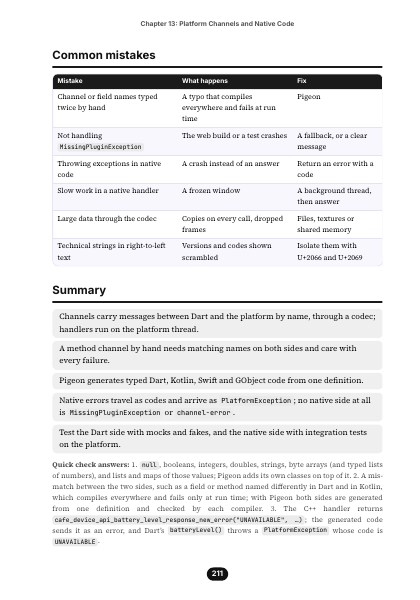 Chapter 13: Platform Channels and Native Code
Common mistakes
Mistake What happens Fix
Channel or field names typed A typo that compiles Pigeon
twice by hand everywhere and fails at run
time
Not handling The web build or a test crashes A fallback, or a clear
MissingPluginException message
Throwing exceptions in native A crash instead of an answer Return an error with a
code code
Slow work in a native handler A frozen window A background thread,
then answer
Large data through the codec Copies on every call, dropped Files, textures or
frames shared memory
Technical strings in right-to-left Versions and codes shown Isolate them with
text scrambled U+2066 and U+2069
Summary
Channels carry messages between Dart and the platform by name, through a codec;
handlers run on the platform thread.
A method channel by hand needs matching names on both sides and care with
every failure.
Pigeon generates typed Dart, Kotlin, Swift and GObject code from one definition.
Native errors travel as codes and arrive as PlatformException; no native side at all
is MissingPluginException or channel-error.
Test the Dart side with mocks and fakes, and the native side with integration tests
on the platform.
Quick check answers: 1. null, booleans, integers, doubles, strings, byte arrays (and typed lists
of numbers), and lists and maps of those values; Pigeon adds its own classes on top of it. 2. A mis-
match between the two sides, such as a field or method named differently in Dart and in Kotlin,
which compiles everywhere and fails only at run time; with Pigeon both sides are generated
from one definition and checked by each compiler. 3. The C++ handler returns
cafe_device_api_battery_level_response_new_error("UNAVAILABLE", …); the generated code
sends it as an error, and Dart's batteryLevel() throws a PlatformException whose code is
UNAVAILABLE.
211